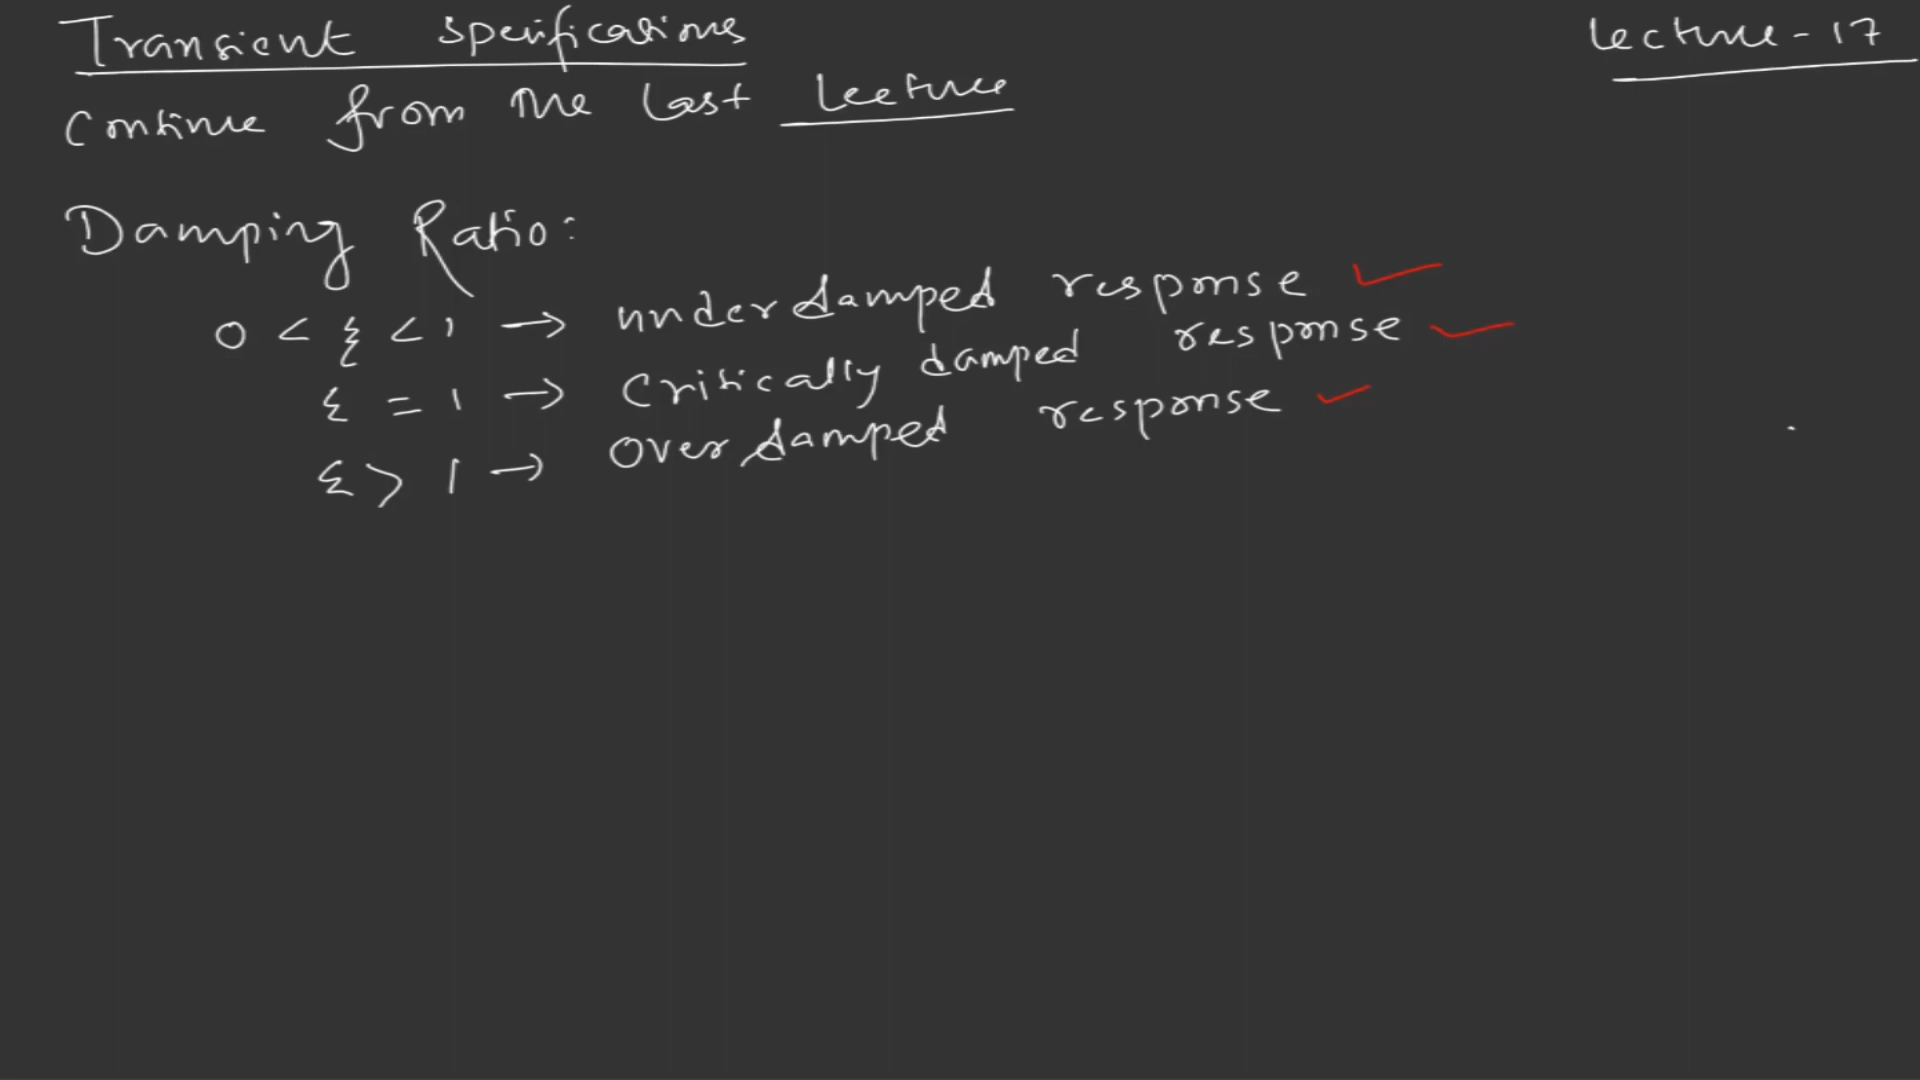 Transient specifications
Lecture-17
Continue from the last Lecture
Damping Ratio:
0 < ξ < 1 → underdamped response ✓
ξ = 1 → Critically damped response ✓
ξ > 1 → Overdamped response ✓